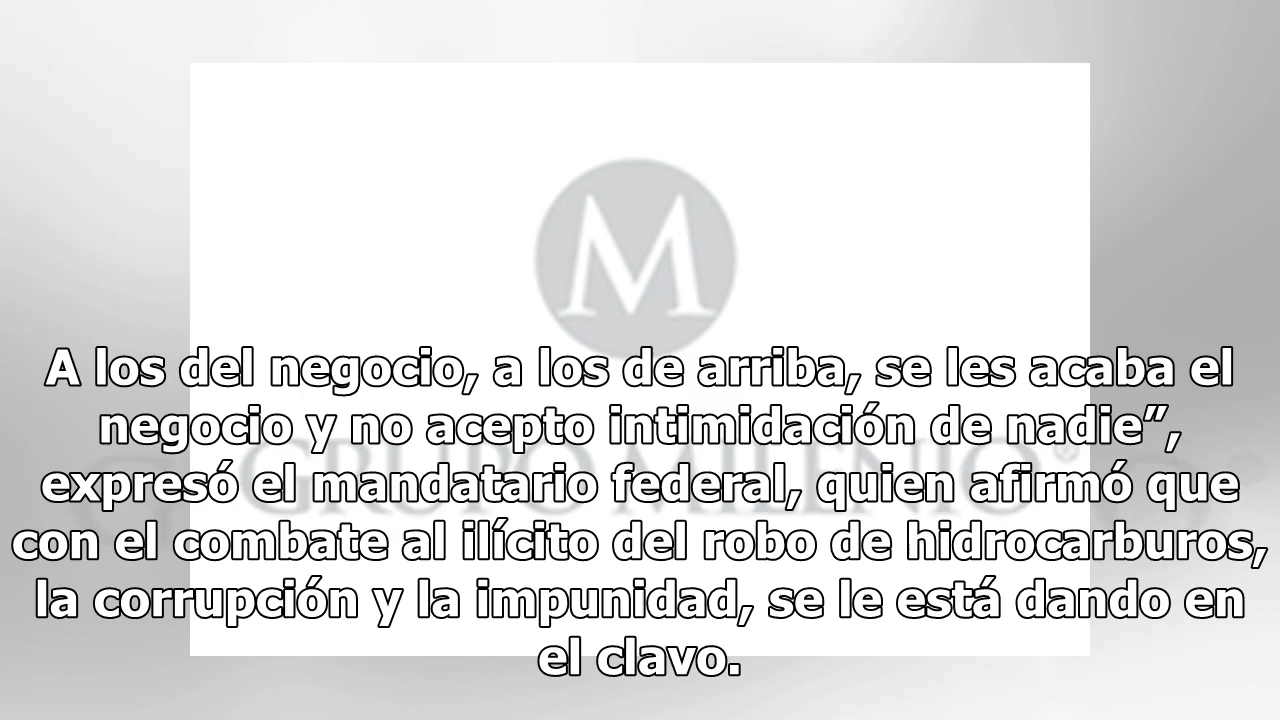 M
A los del negocio, a los de arriba, se les acaba el
negocio y no acepto intimidación de nadie”,
GRUPO MILENIO®
expresó el mandatario federal, quien afirmó que
con el combate al ilícito del robo de hidrocarburos,
la corrupción y la impunidad, se le está dando en
el clavo.